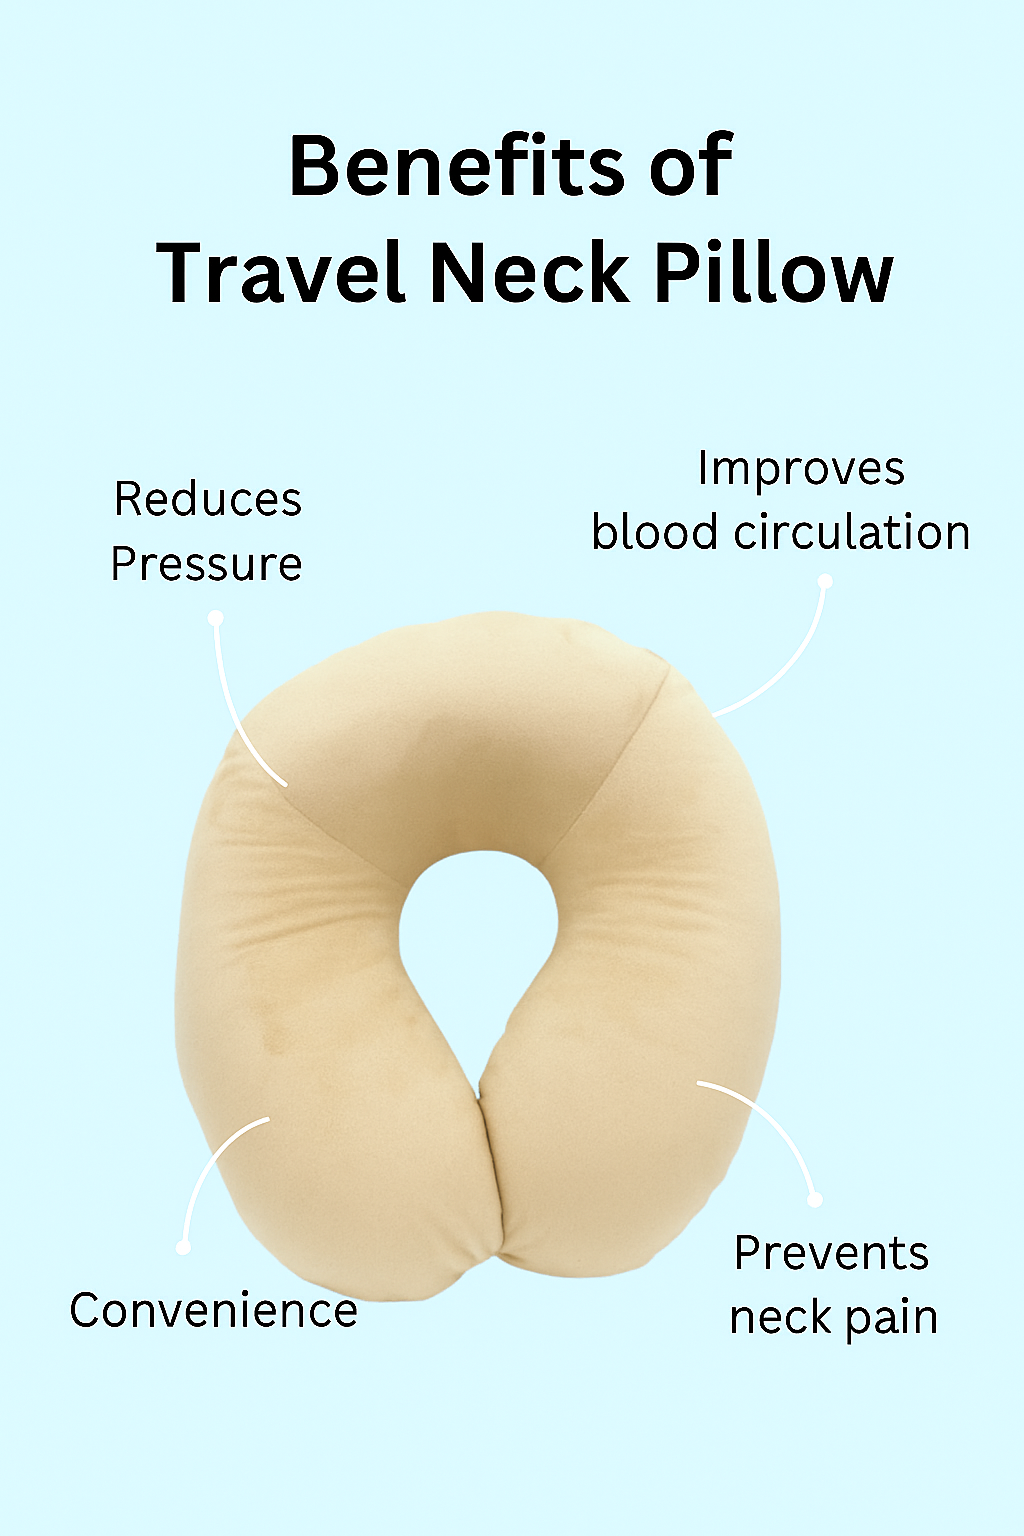 Benefits of
Travel Neck Pillow
Reduces
Pressure
Improves
blood circulation
Convenience
Prevents
neck pain